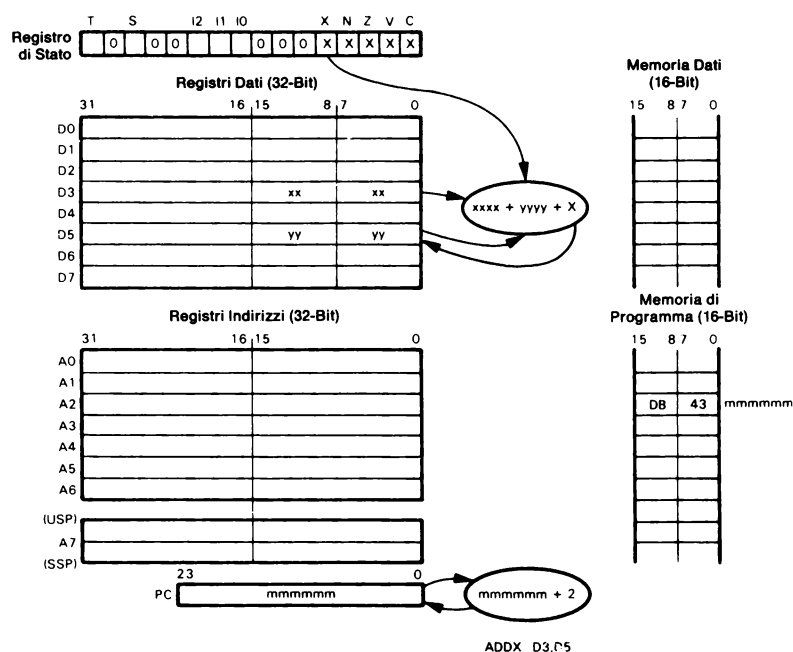 T S I2 I1 I0 X N Z V C
Registro di Stato
0 0 0 0 0 0 X X X X X
Registri Dati (32-Bit)
31 16 15 8 7 0
D0
D1
D2
D3 xx xx
D4
D5 yy yy
D6
D7
xxxx + yyyy + X
Memoria Dati
(16-Bit)
15 8 7 0
Registri Indirizzi (32-Bit)
31 16 15 0
A0
A1
A2
A3
A4
A5
A6
(USP)
A7
(SSP)
Memoria di
Programma (16-Bit)
15 8 7 0
DB 43 mmmmmm
23 0
PC mmmmmmm
mmmmmmm + 2
ADDX D3,D5